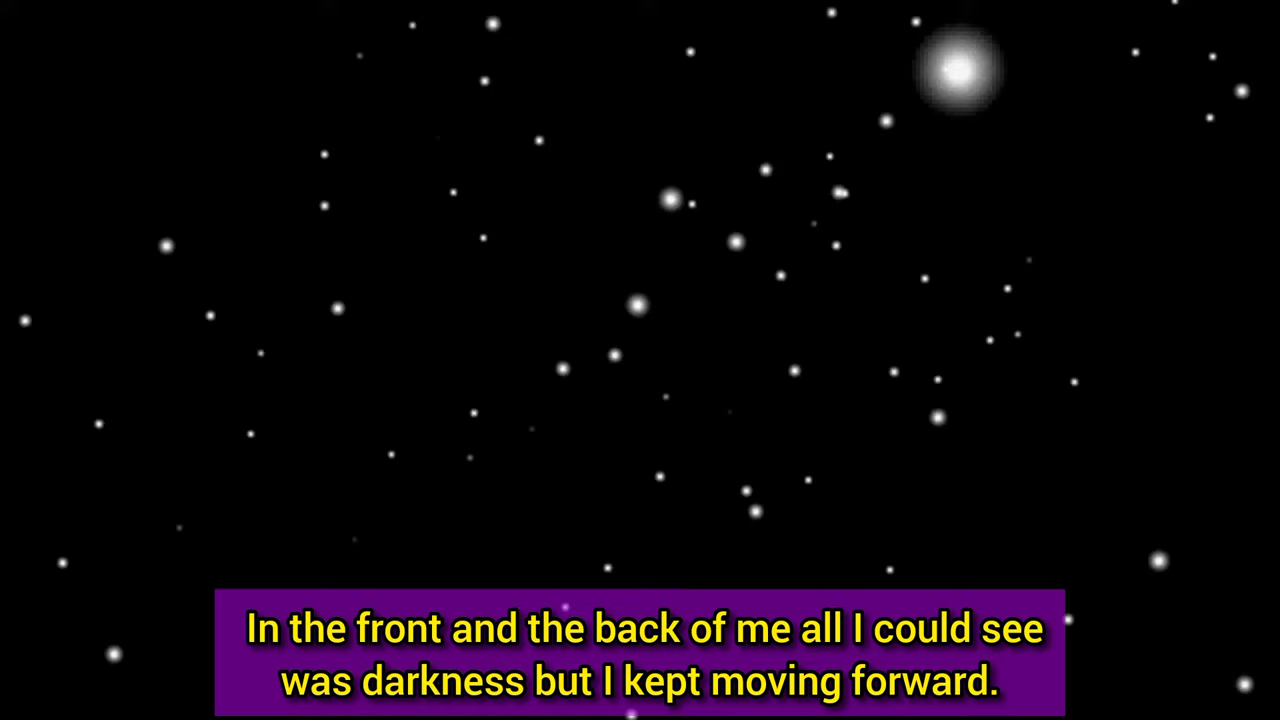 In the front and the back of me all I could see
was darkness but I kept moving forward.